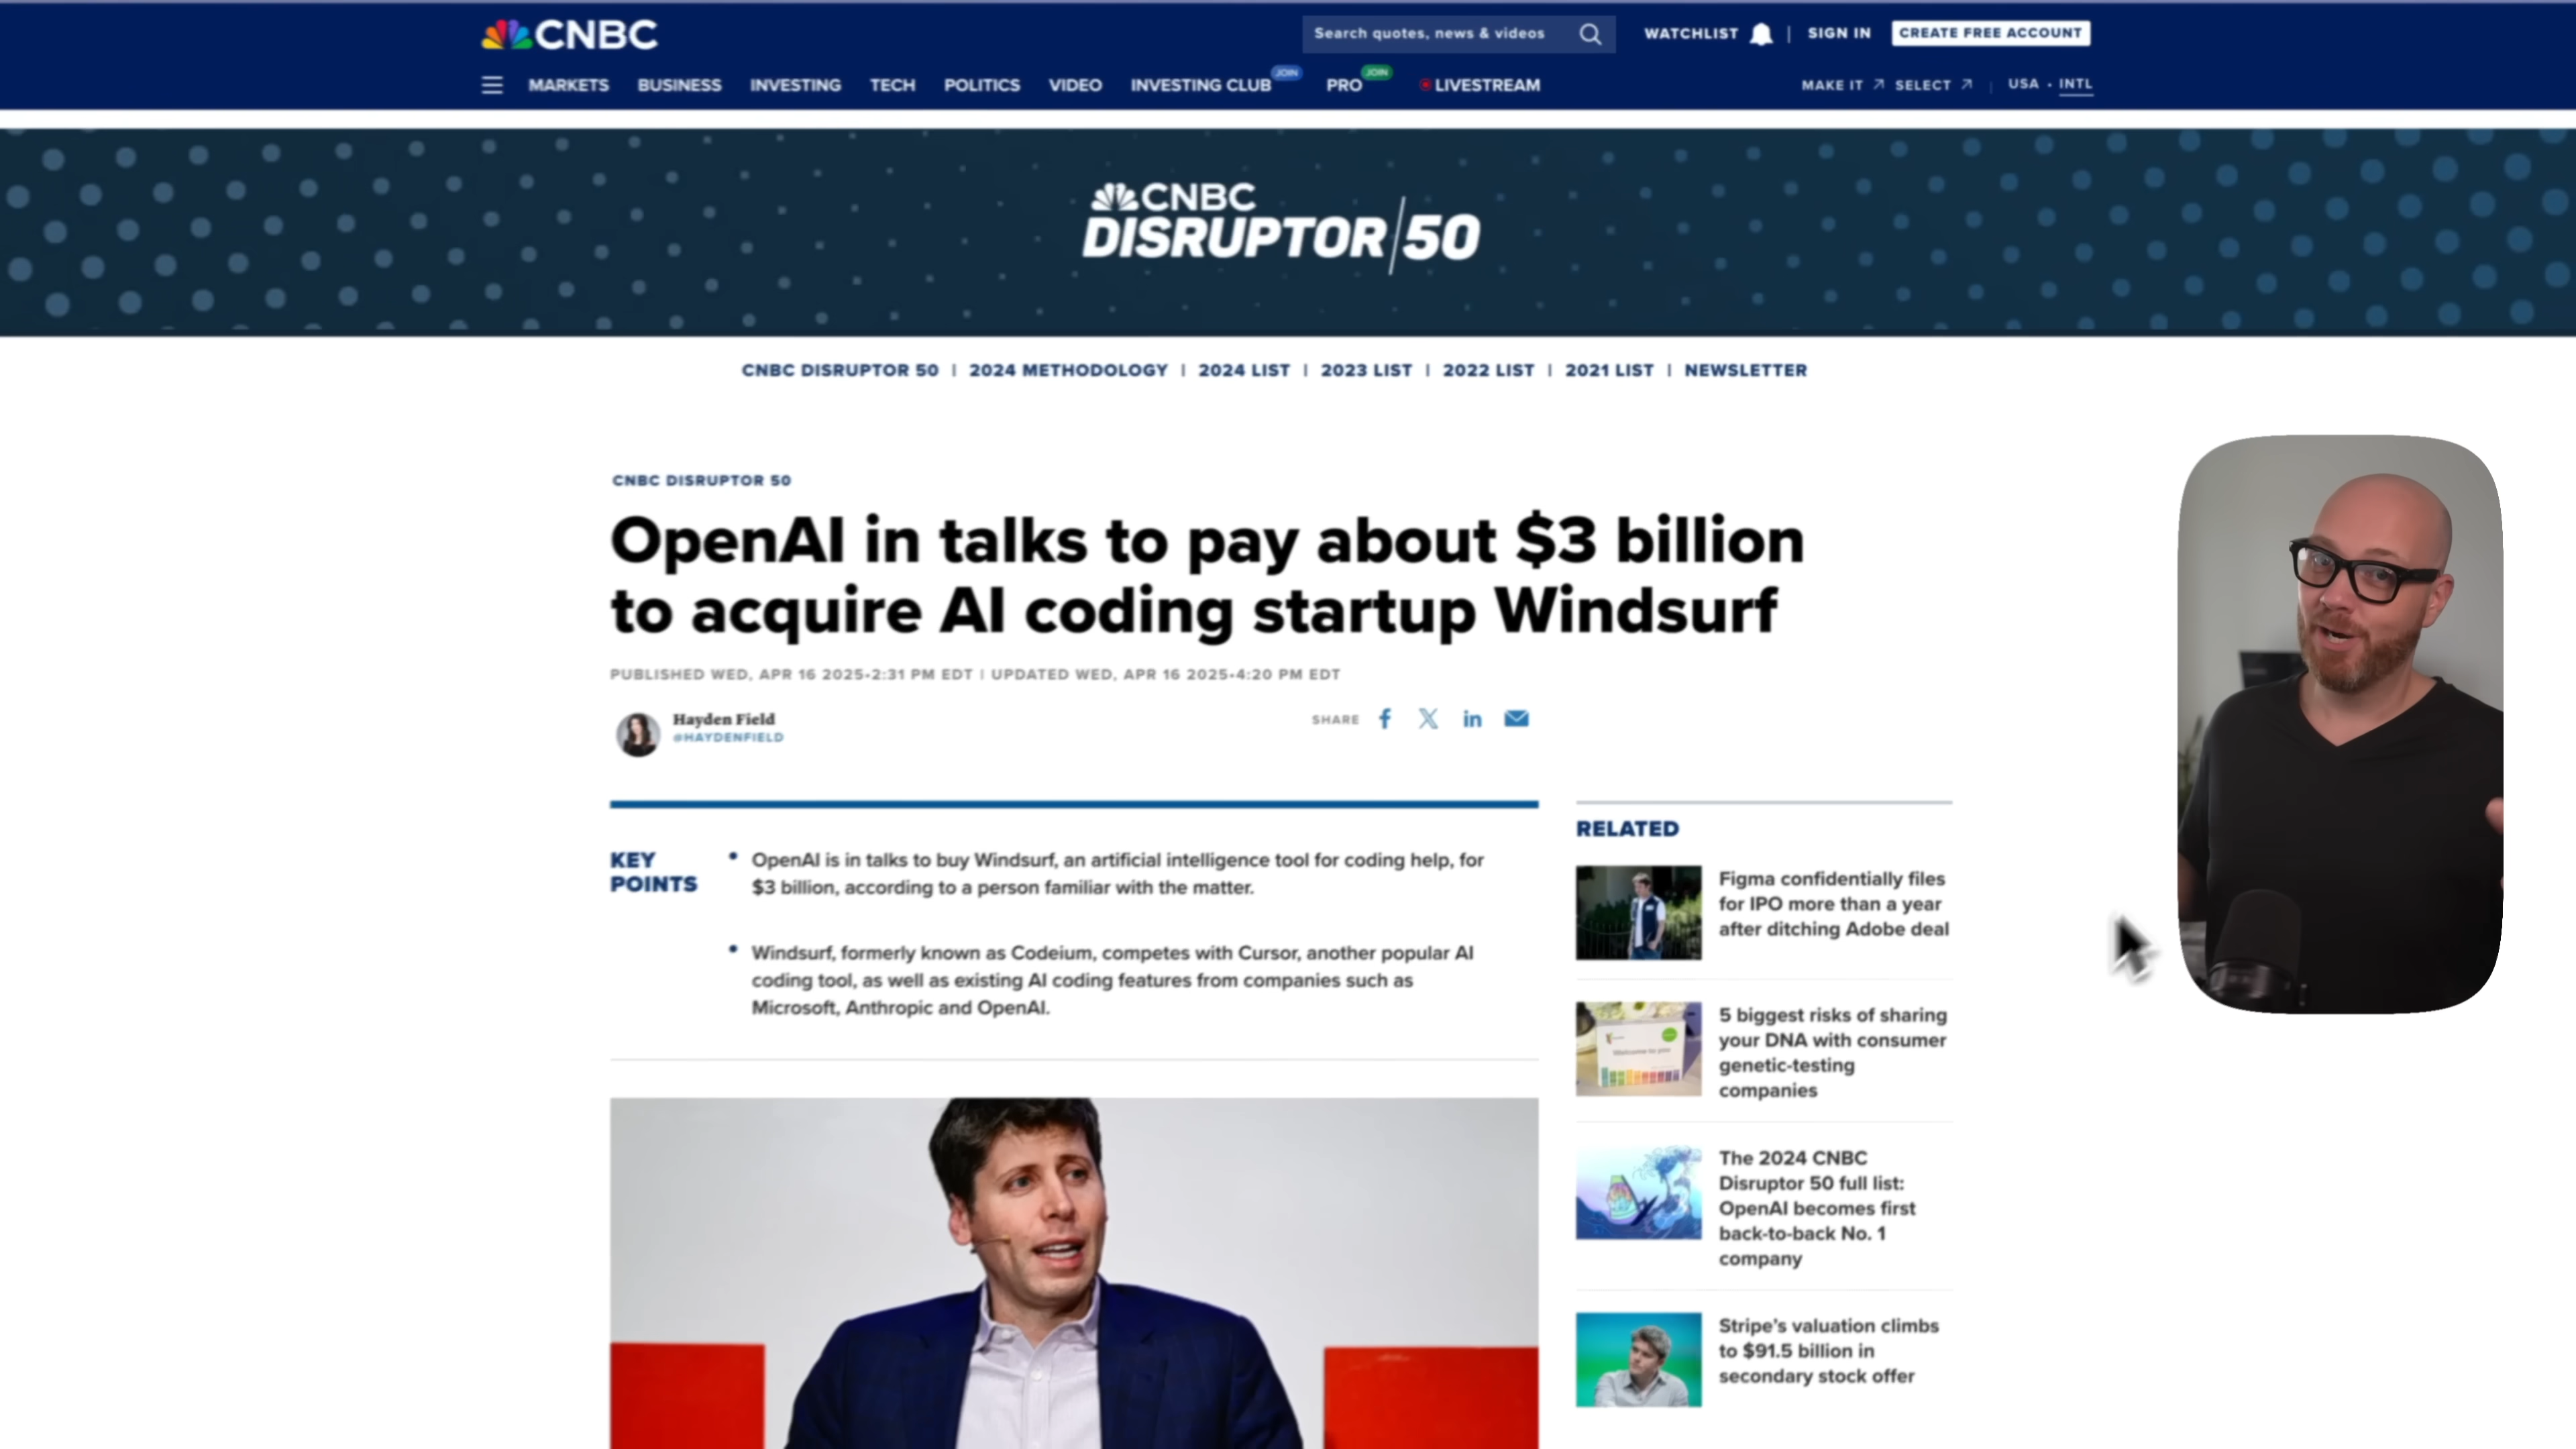 CNBC
Search quotes, news & videos
WATCHLIST
SIGN IN
CREATE FREE ACCOUNT
MARKETS
BUSINESS
INVESTING
TECH
POLITICS
VIDEO
INVESTING CLUB JOIN
PRO JOIN
LIVESTREAM
MAKE IT
SELECT
USA • INTL
CNBC
DISRUPTOR/50
CNBC DISRUPTOR 50 | 2024 METHODOLOGY | 2024 LIST | 2023 LIST | 2022 LIST | 2021 LIST | NEWSLETTER
CNBC DISRUPTOR 50
OpenAI in talks to pay about $3 billion
to acquire AI coding startup Windsurf
PUBLISHED WED, APR 16 2025•2:31 PM EDT | UPDATED WED, APR 16 2025•4:20 PM EDT
Hayden Field
@HAYDENFIELD
SHARE
KEY
POINTS
• OpenAI is in talks to buy Windsurf, an artificial intelligence tool for coding help, for
$3 billion, according to a person familiar with the matter.
• Windsurf, formerly known as Codeium, competes with Cursor, another popular AI
coding tool, as well as existing AI coding features from companies such as
Microsoft, Anthropic and OpenAI.
RELATED
Figma confidentially files
for IPO more than a year
after ditching Adobe deal
Welcome to you
5 biggest risks of sharing
your DNA with consumer
genetic-testing
companies
The 2024 CNBC
Disruptor 50 full list:
OpenAI becomes first
back-to-back No. 1
company
Stripe's valuation climbs
to $91.5 billion in
secondary stock offer